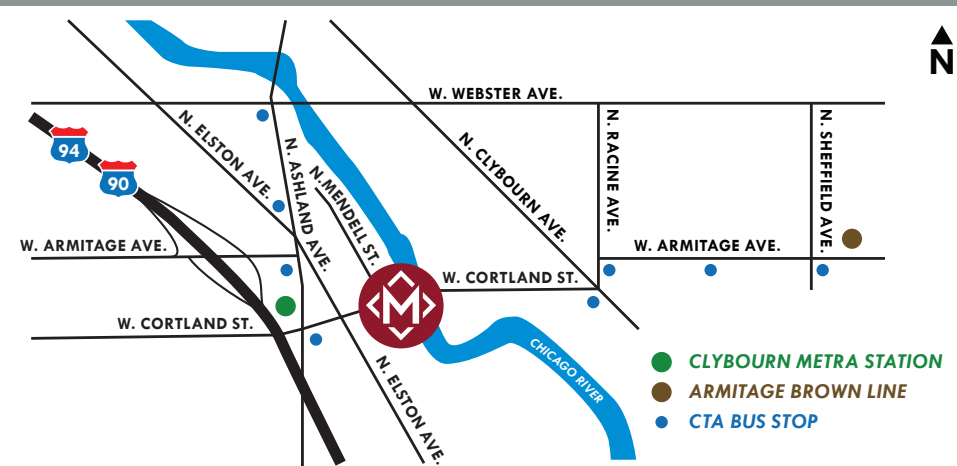 N
W. WEBSTER AVE.
N. ELSTON AVE.
N. ASHLAND AVE.
N. MENDELL ST.
N. CLYBOURN AVE.
N. RACINE AVE.
N. SHEFFIELD AVE.
94
90
W. ARMITAGE AVE.
W. ARMITAGE AVE.
W. CORTLAND ST.
M
W. CORTLAND ST.
N. ELSTON AVE.
CHICAGO RIVER
CLYBOURN METRA STATION
ARMITAGE BROWN LINE
CTA BUS STOP